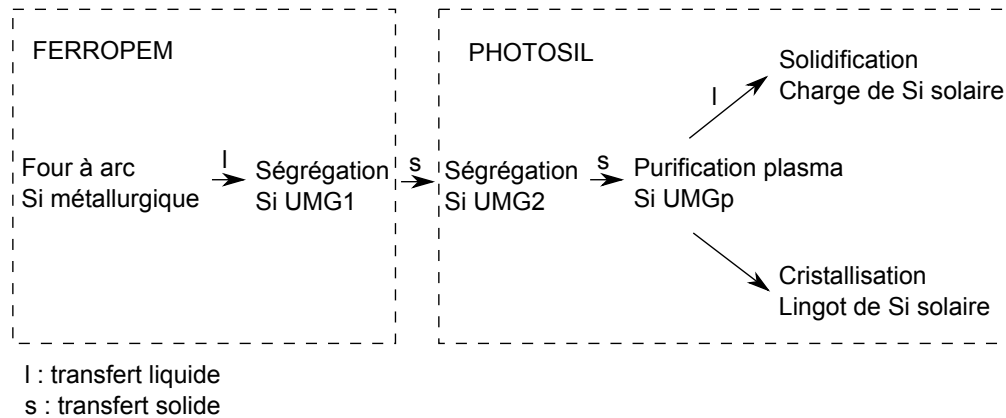 FERROPEM
PHOTOSIL
Four à arc
Si métallurgique
l
Ségrégation
Si UMG1
s
Ségrégation
Si UMG2
s
Purification plasma
Si UMGp
l
Solidification
Charge de Si solaire
Cristallisation
Lingot de Si solaire
l : transfert liquide
s : transfert solide